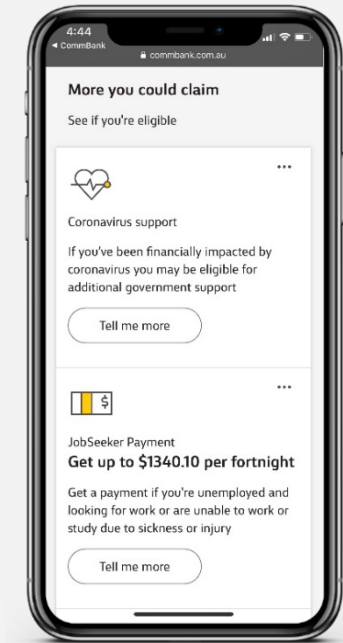 4:44
◀ CommBank
commbank.com.au
More you could claim
See if you're eligible
...
Coronavirus support
If you've been financially impacted by
coronavirus you may be eligible for
additional government support
Tell me more
...
$
JobSeeker Payment
Get up to $1340.10 per fortnight
Get a payment if you're unemployed and
looking for work or are unable to work or
study due to sickness or injury
Tell me more